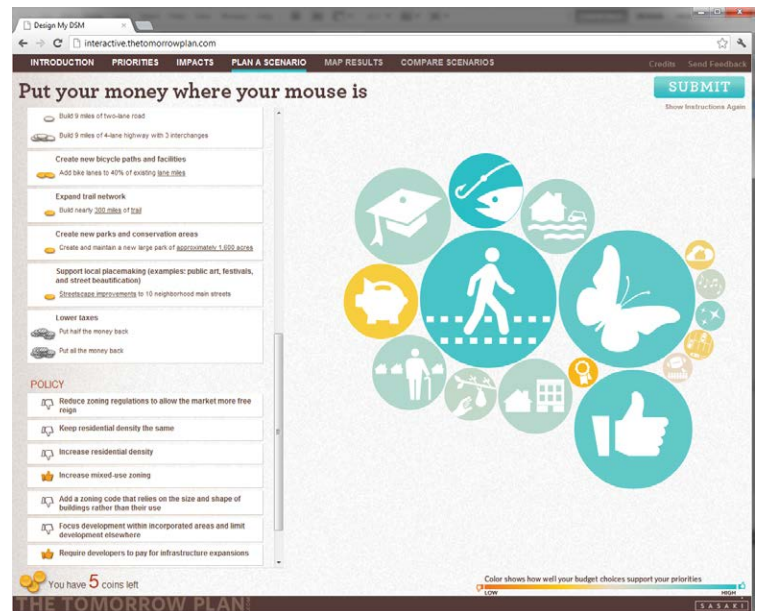 Design My DSM
interactive.thetomorrowplan.com
INTRODUCTION PRIORITIES IMPACTS PLAN A SCENARIO MAP RESULTS COMPARE SCENARIOS Credits Send Feedback
Put your money where your mouse is
SUBMIT
Show Instructions Again
Build 9 miles of two-lane road
Build 9 miles of 4-lane highway with 3 interchanges
Create new bicycle paths and facilities
Add bike lanes to 40% of existing lane miles
Expand trail network
Build nearly 300 miles of trail
Create new parks and conservation areas
Create and maintain a new large park of approximately 1,600 acres
Support local placemaking (examples: public art, festivals,
and street beautification)
Streetscape improvements to 10 neighborhood main streets
Lower taxes
Put half the money back
Put all the money back
POLICY
Reduce zoning regulations to allow the market more free
reign
Keep residential density the same
Increase residential density
Increase mixed-use zoning
Add a zoning code that relies on the size and shape of
buildings rather than their use
Focus development within incorporated areas and limit
development elsewhere
Require developers to pay for infrastructure expansions
You have 5 coins left
Color shows how well your budget choices support your priorities
LOW HIGH
THE TOMORROW PLAN
SASAKI